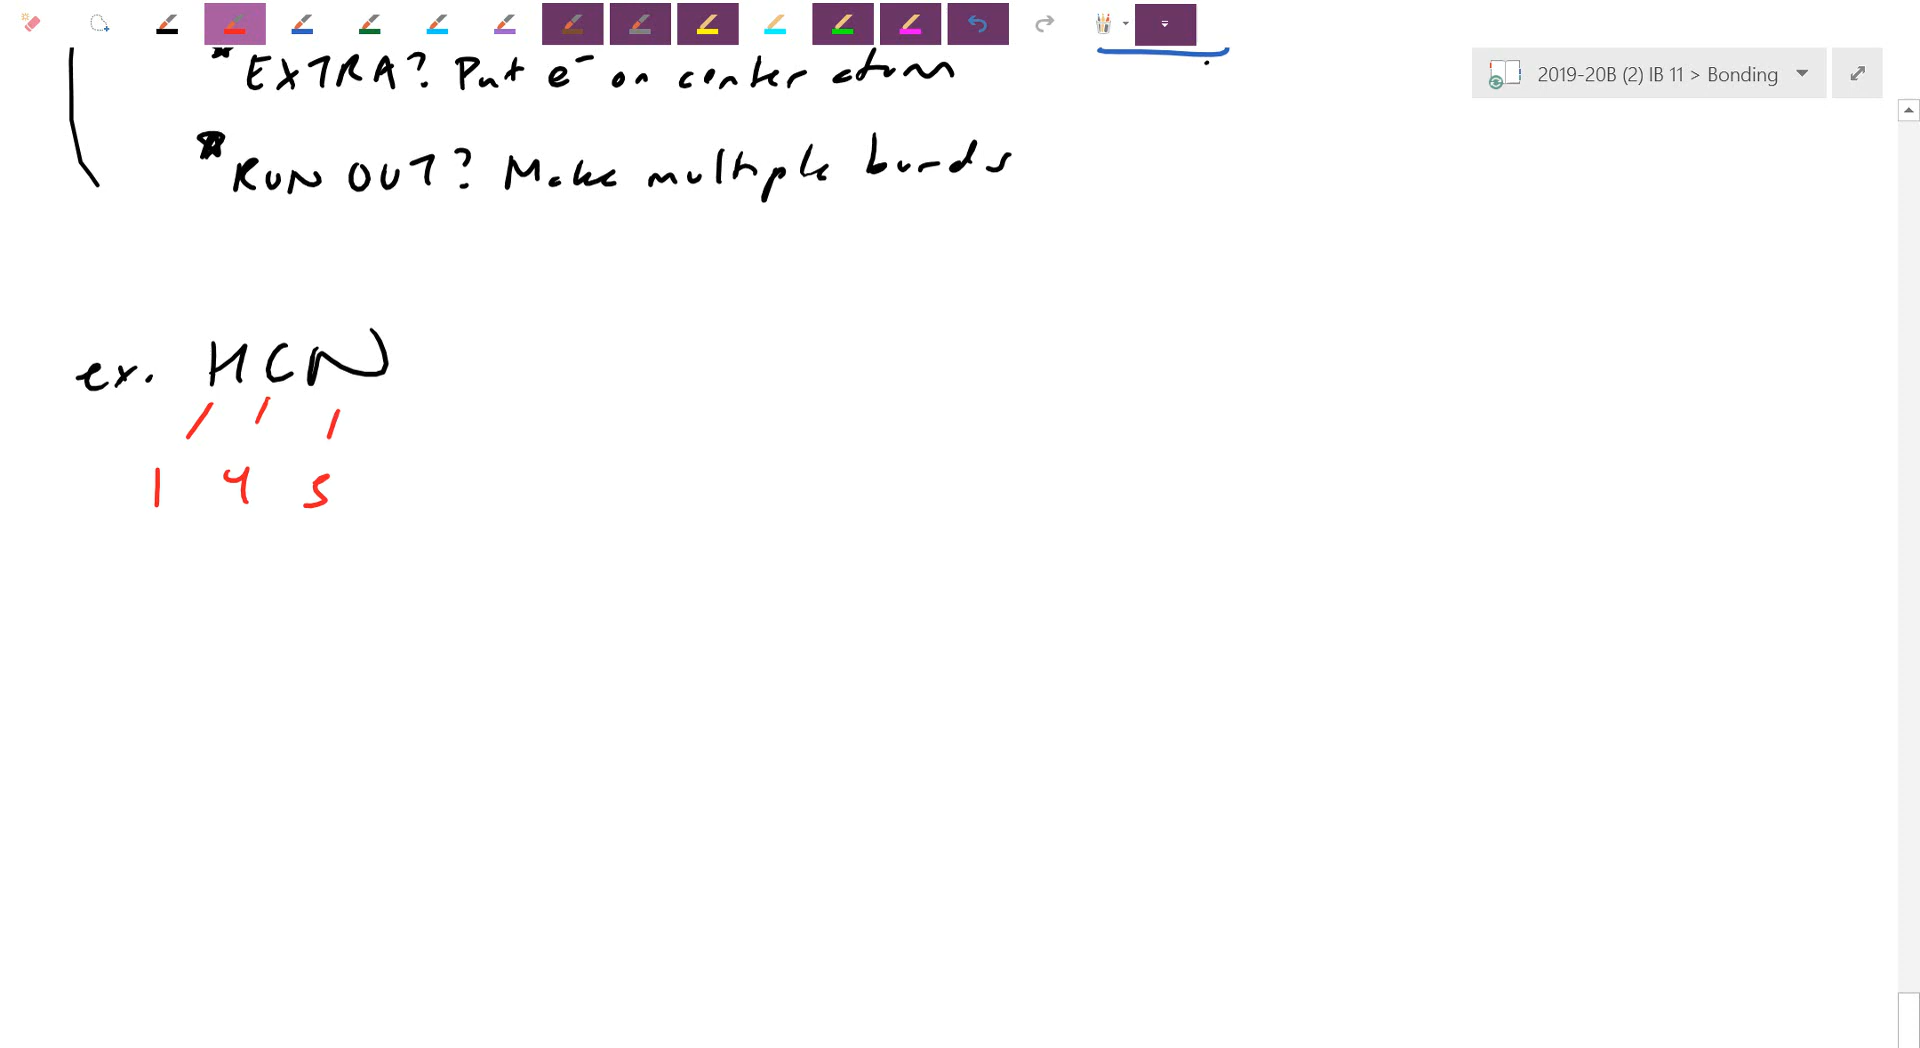 * EXTRA? Put e⁻ on center atom
2019-20B (2) IB 11 > Bonding
* RUN OUT? Make multiple bonds
ex. HCN
1 4 5